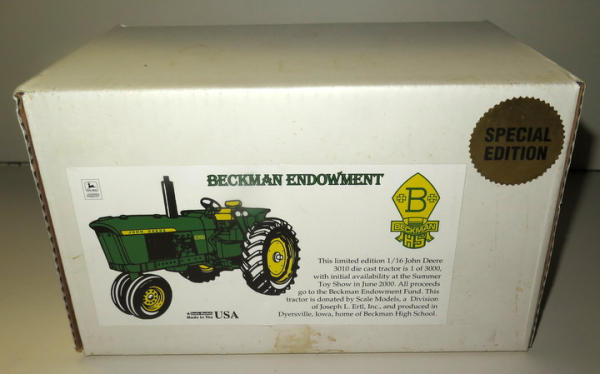 BECKMAN ENDOWMENT
SPECIAL
EDITION
B
BECKMAN
JOHN DEERE
This limited edition 1/16 John Deere
3010 die cast tractor is 1 of 3000,
with initial availability at the Summer
Toy Show in June 2000. All proceeds
go to the Beckman Endowment Fund. This
tractor is donated by Scale Models, a Division
of Joseph L. Ertl, Inc., and produced in
Dyersville, Iowa, home of Beckman High School.
Made In The USA